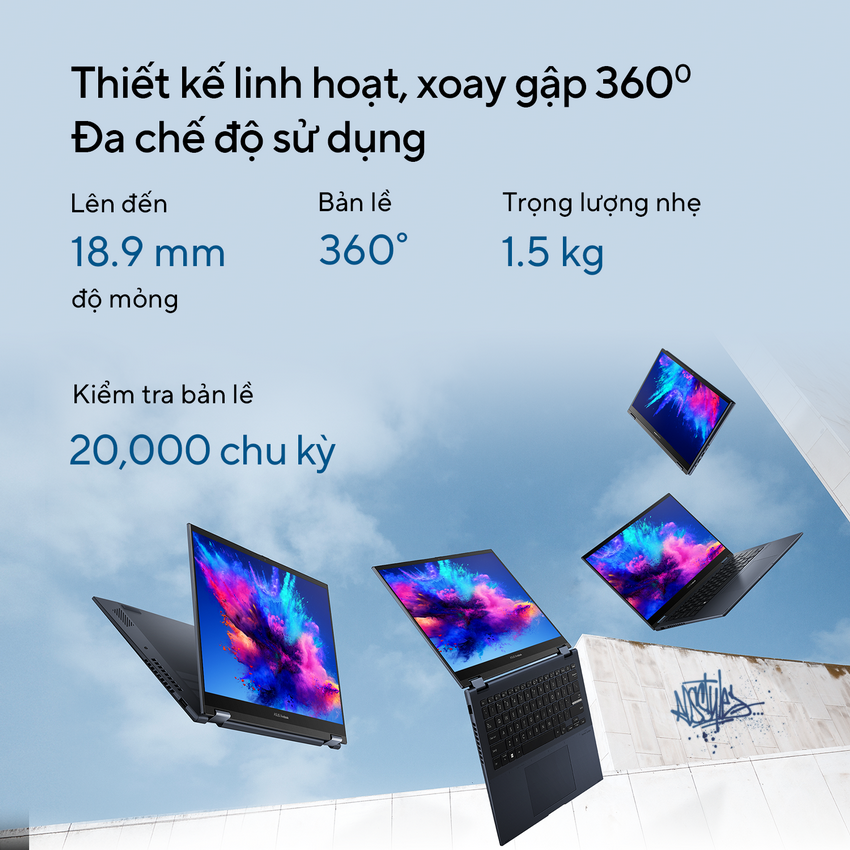 Thiết kế linh hoạt, xoay gập 360⁰
Đa chế độ sử dụng
Lên đến
18.9 mm
độ mỏng
Bản lề
360°
Trọng lượng nhẹ
1.5 kg
Kiểm tra bản lề
20,000 chu kỳ